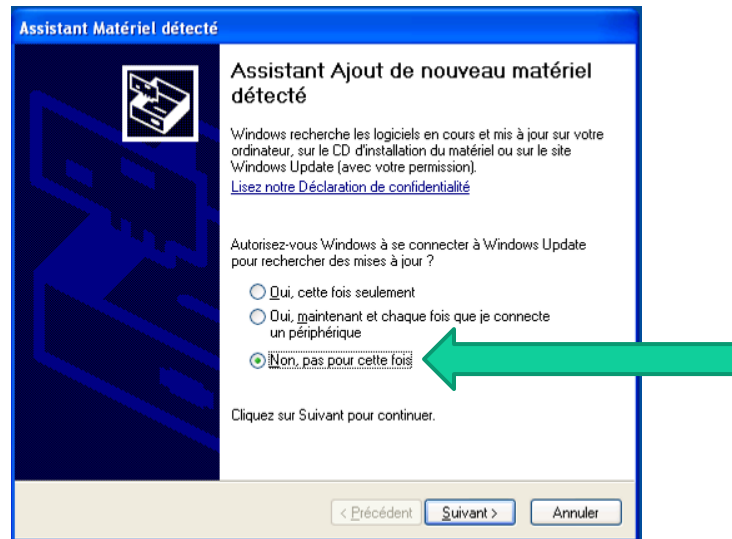 Assistant Matériel détecté
Assistant Ajout de nouveau matériel
détecté
Windows recherche les logiciels en cours et mis à jour sur votre
ordinateur, sur le CD d'installation du matériel ou sur le site
Windows Update (avec votre permission).
Lisez notre Déclaration de confidentialité
Autorisez-vous Windows à se connecter à Windows Update
pour rechercher des mises à jour ?
Oui, cette fois seulement
Oui, maintenant et chaque fois que je connecte
un périphérique
Non, pas pour cette fois
Cliquez sur Suivant pour continuer.
< Précédent Suivant > Annuler